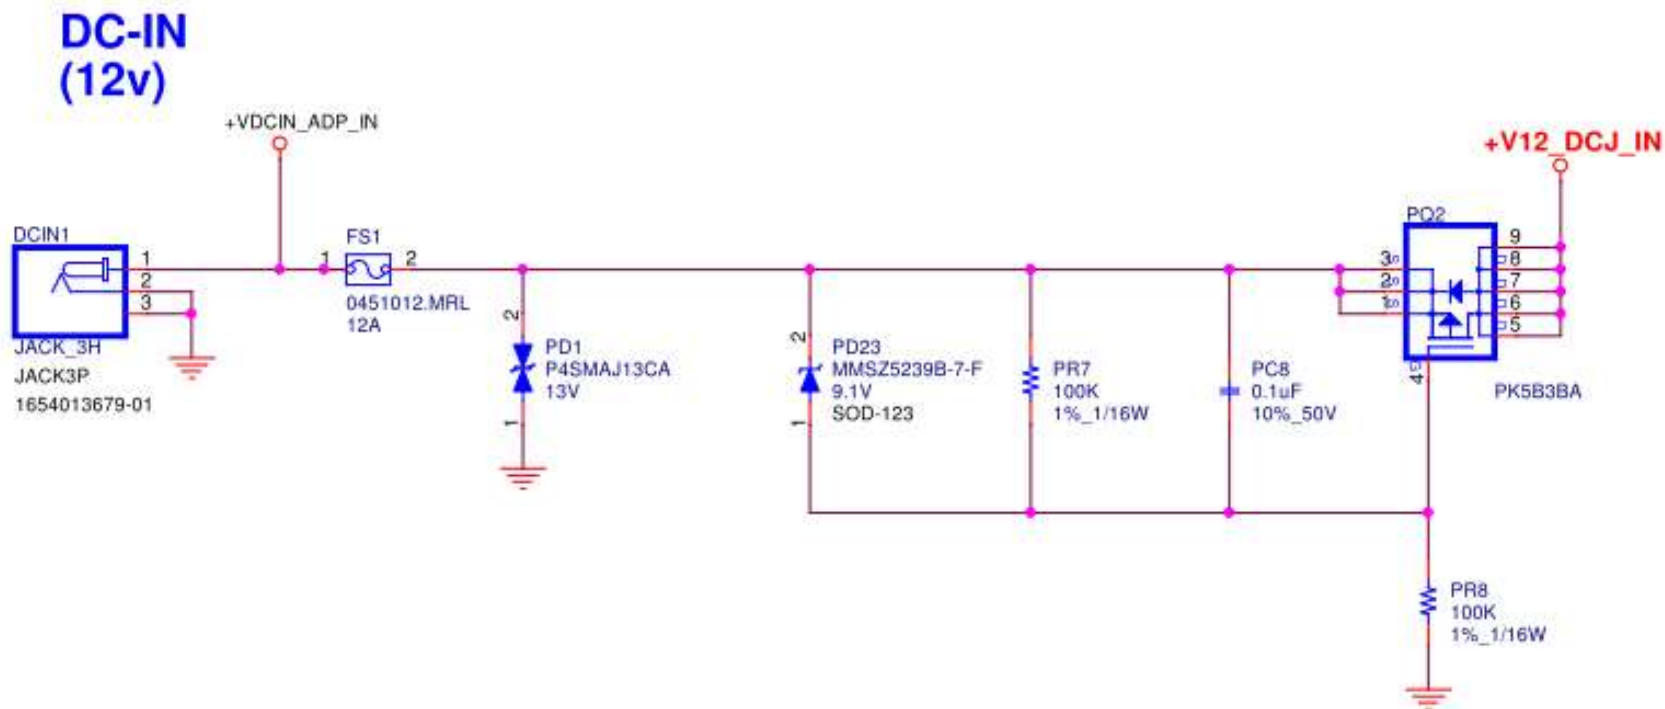 DC-IN
(12v)
+VDCIN_ADP_IN
+V12_DCJ_IN
DCIN1
1
2
3
JACK_3H
JACK3P
1654013679-01
FS1
1
2
0451012.MRL
12A
2
PD1
P4SMAJ13CA
13V
1
2
PD23
MMSZ5239B-7-F
9.1V
SOD-123
1
PR7
100K
1%_1/16W
PC8
0.1uF
10%_50V
PQ2
3 S
2 S
1 S
9
8 D
7 D
6 D
5 D
G
4
PK5B3BA
PR8
100K
1%_1/16W